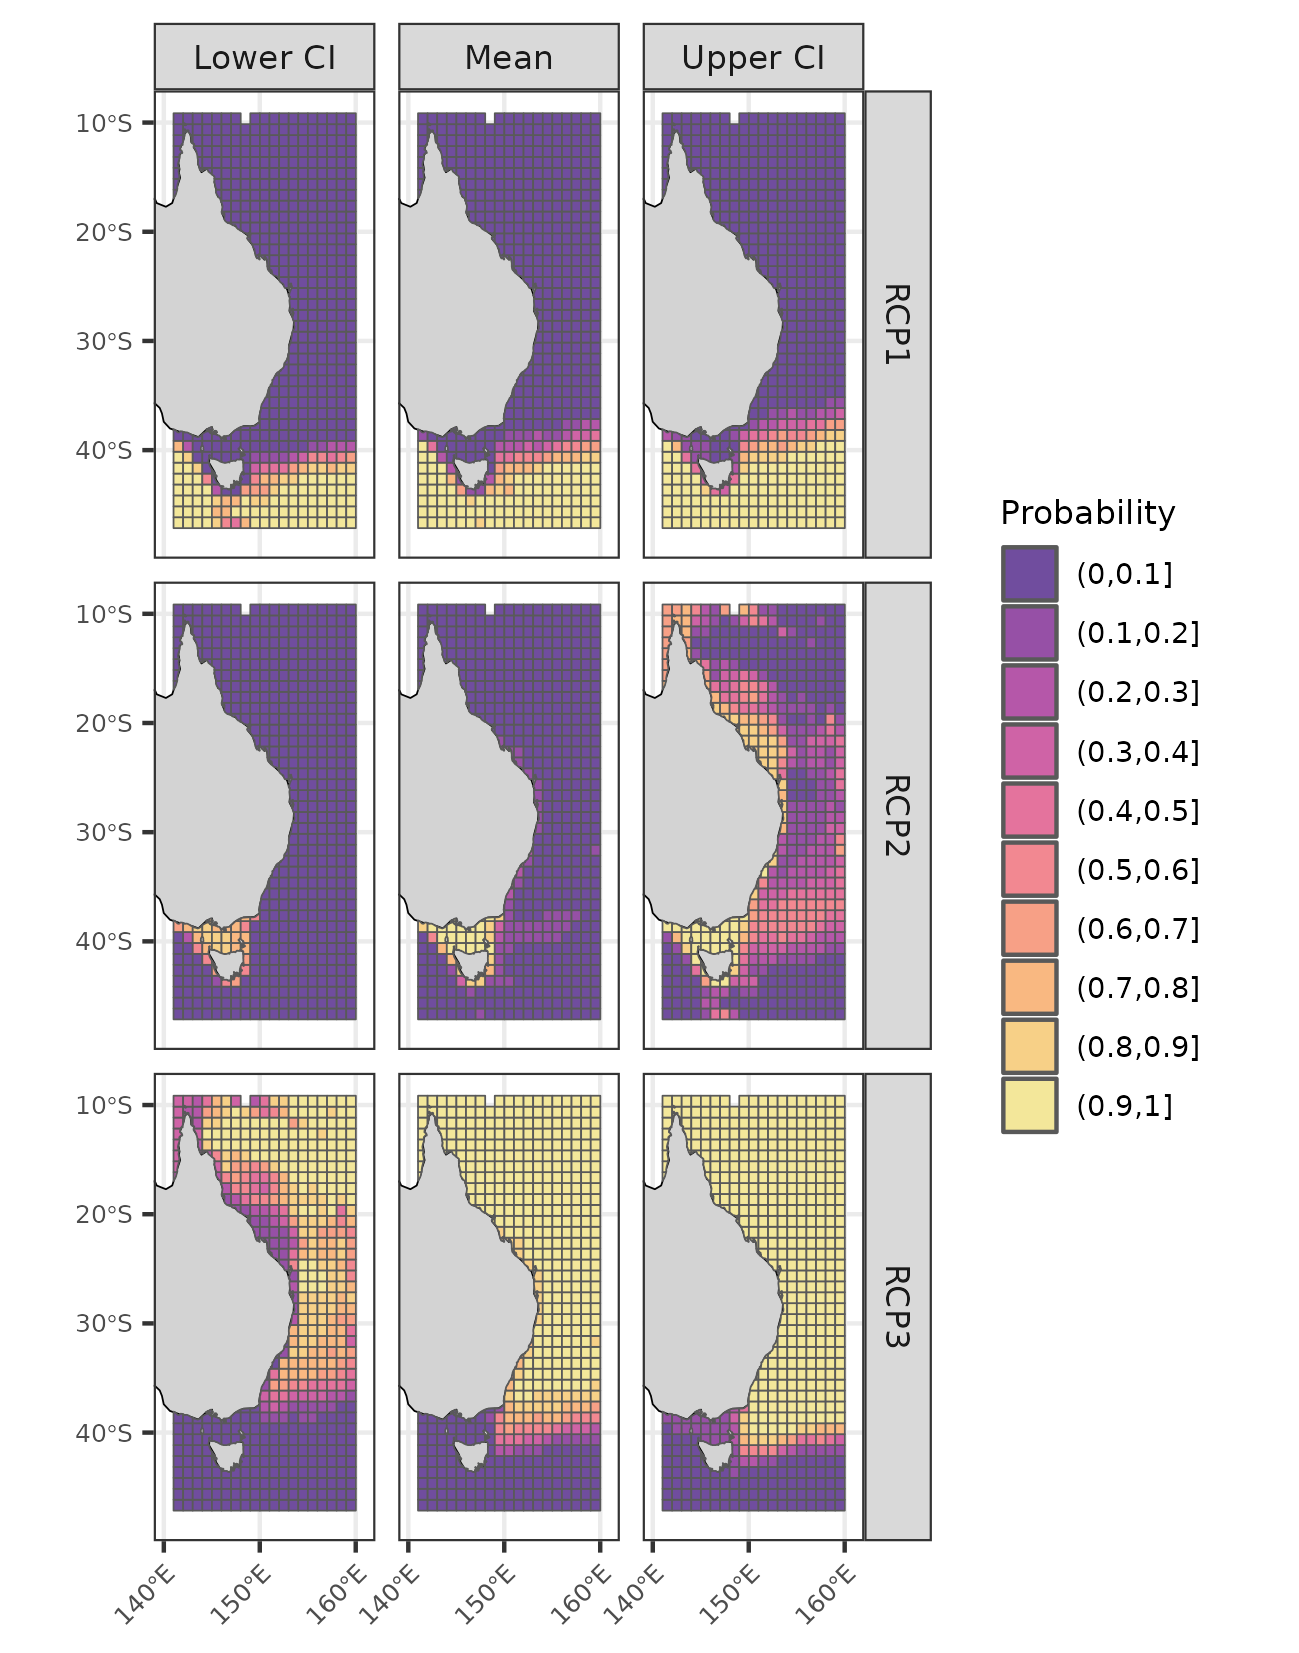 Lower CI Mean Upper CI
10°S
20°S
30°S
40°S
RCP1
10°S
20°S
30°S
40°S
RCP2
10°S
20°S
30°S
40°S
RCP3
140°E 150°E 160°E 140°E 150°E 160°E 140°E 150°E 160°E
Probability
(0,0.1]
(0.1,0.2]
(0.2,0.3]
(0.3,0.4]
(0.4,0.5]
(0.5,0.6]
(0.6,0.7]
(0.7,0.8]
(0.8,0.9]
(0.9,1]